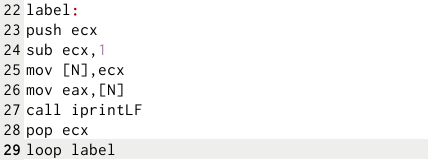 22 label:
23 push ecx
24 sub ecx,1
25 mov [N],ecx
26 mov eax,[N]
27 call iprintLF
28 pop ecx
29 loop label